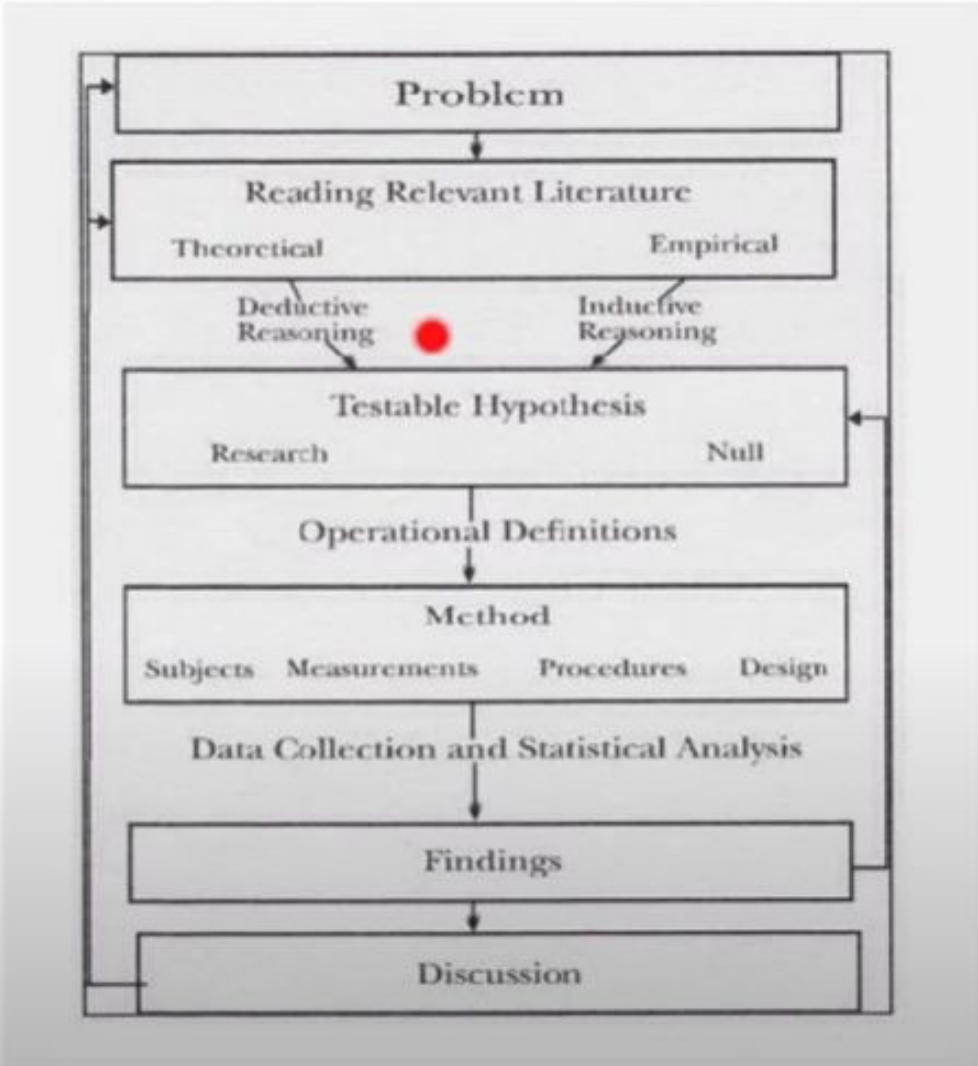 Problem
Reading Relevant Literature
Theoretical Empirical
Deductive Reasoning
Inductive Reasoning
Testable Hypothesis
Research Null
Operational Definitions
Method
Subjects Measurements Procedures Design
Data Collection and Statistical Analysis
Findings
Discussion